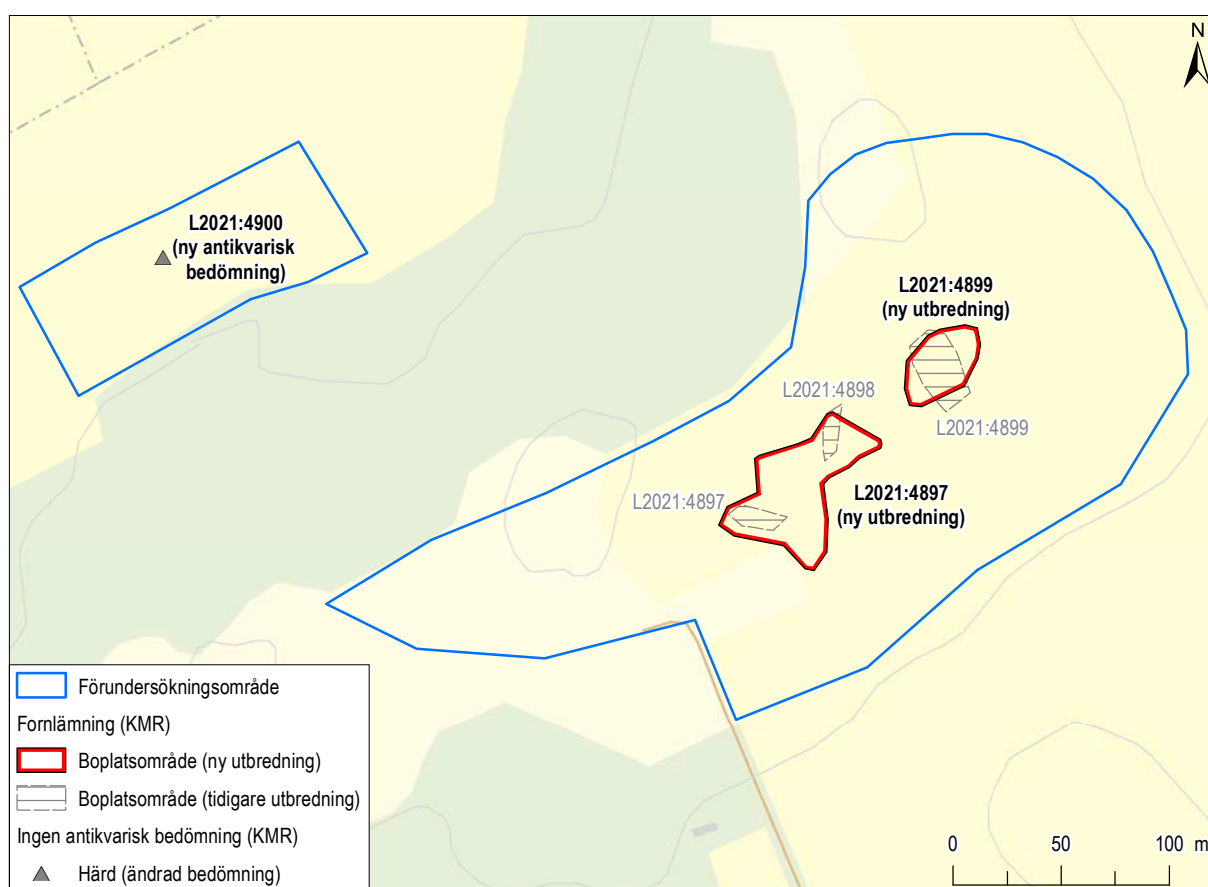 N
L2021:4900
(ny antikvarisk
bedömning)
L2021:4899
(ny utbredning)
L2021:4898
L2021:4899
L2021:4897
L2021:4897
(ny utbredning)
Förundersökningsområde
Fornlämning (KMR)
Boplatsområde (ny utbredning)
Boplatsområde (tidigare utbredning)
Ingen antikvarisk bedömning (KMR)
Härd (ändrad bedömning)
0 50 100 m